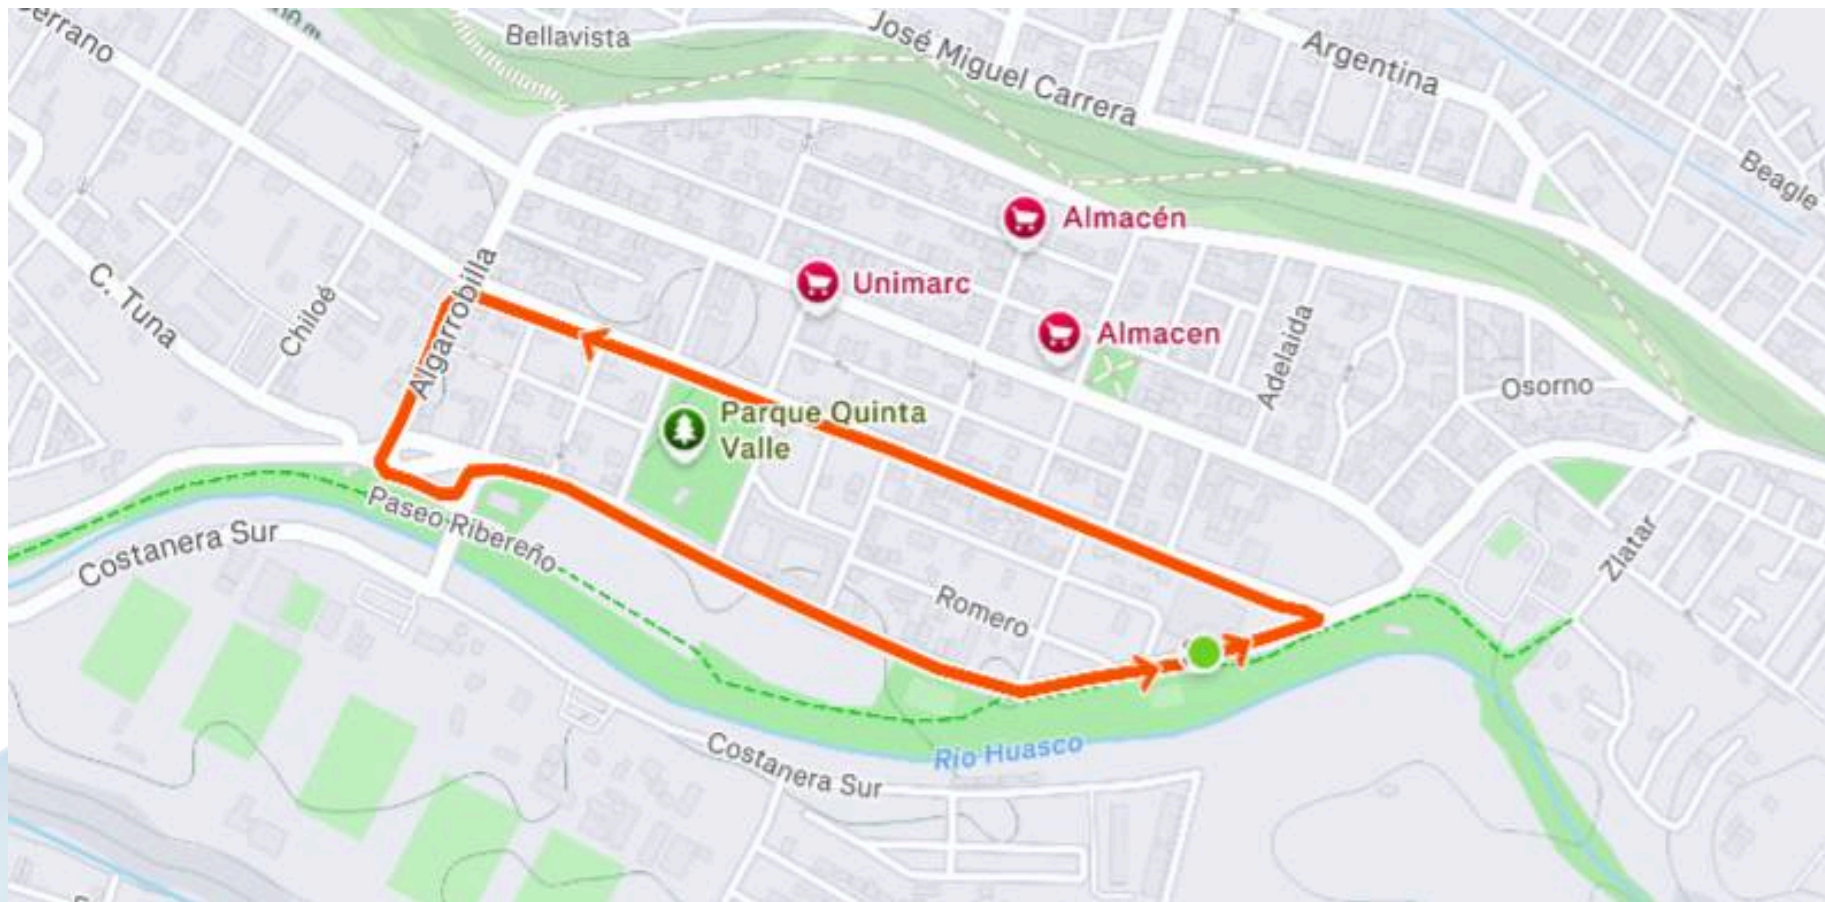 Serrano
Bellavista
José Miguel Carrera
Argentina
Beagle
Almacén
Algarrobilla
C. Tuna
Chiloé
Unimarc
Almacen
Adelaida
Osorno
Parque Quinta
Valle
Paseo Ribereño
Costanera Sur
Zlatar
Romero
Río Huasco
Costanera Sur